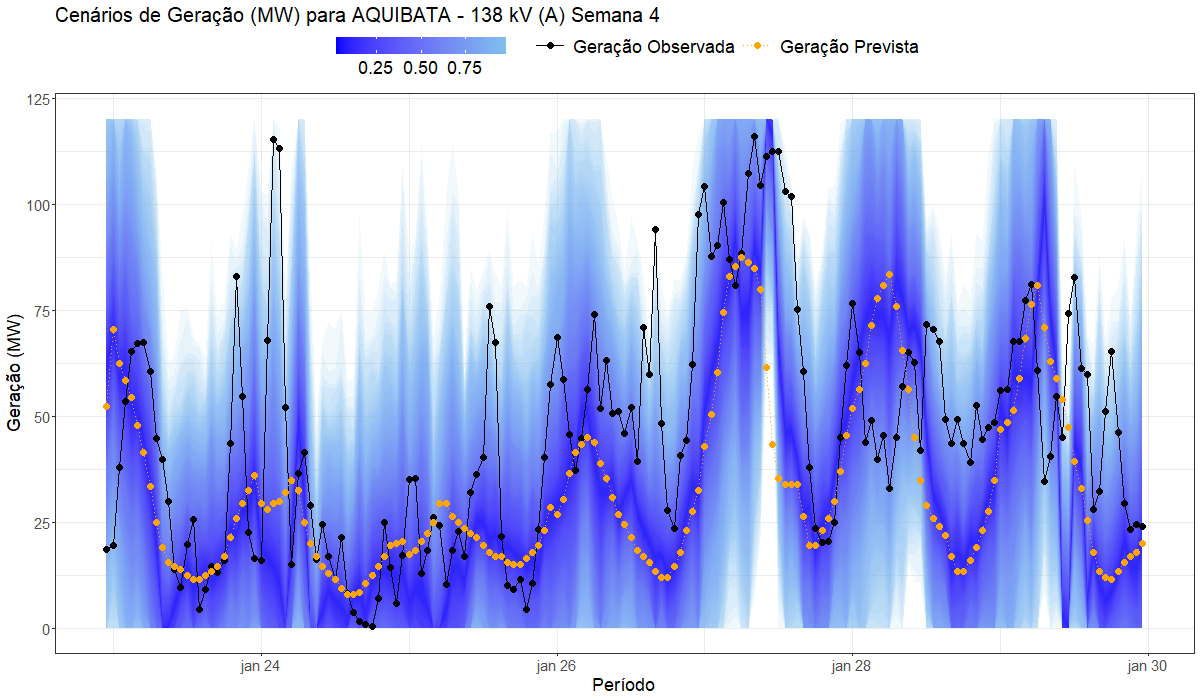 Cenários de Geração (MW) para AQUIBATA - 138 kV (A) Semana 4
0.25 0.50 0.75
Geração Observada
Geração Prevista
Geração (MW)
125
100
75
50
25
0
jan 24 jan 26 jan 28 jan 30
Período